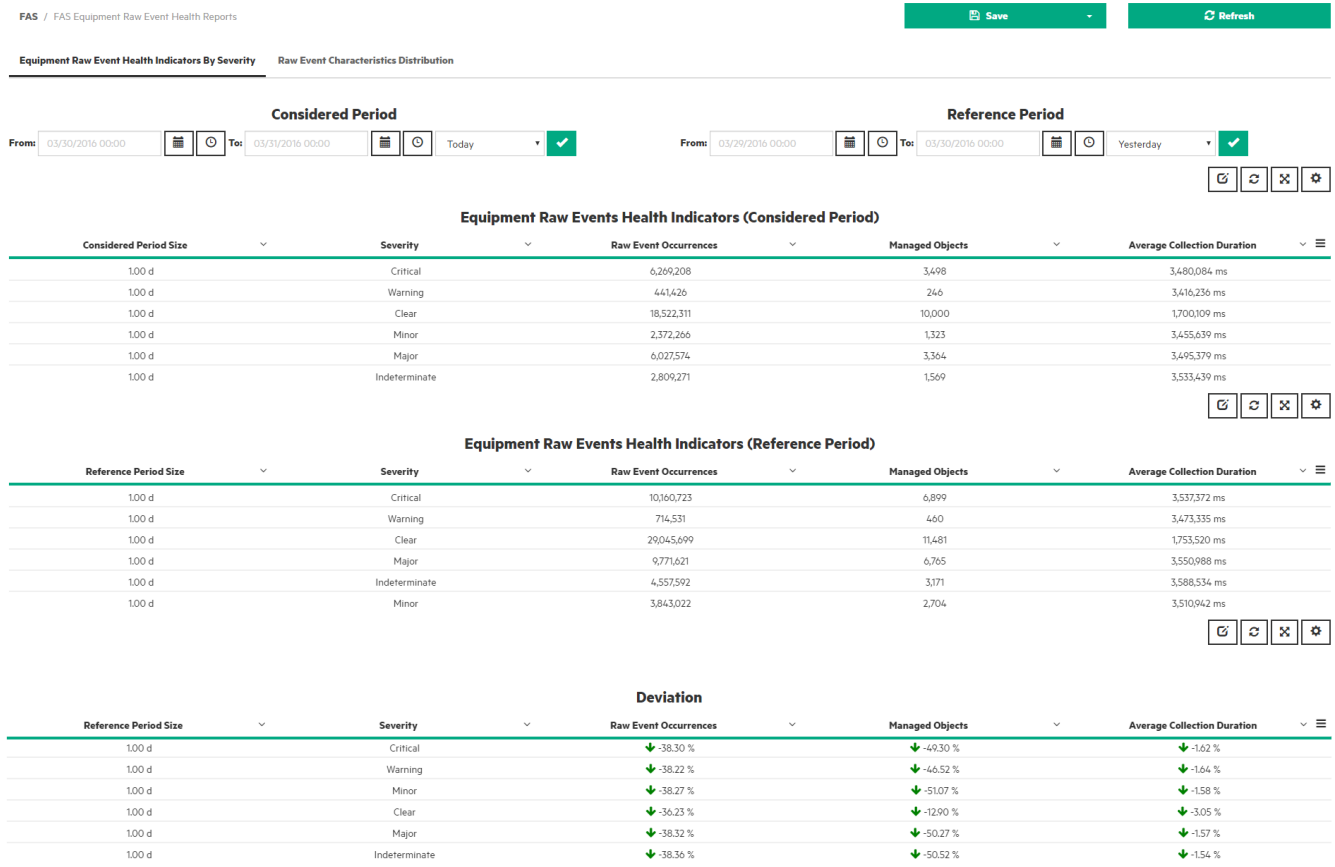 FAS / FAS Equipment Raw Event Health Reports Save Refresh
Equipment Raw Event Health Indicators By Severity Raw Event Characteristics Distribution
Considered Period Reference Period
From: 03/30/2016 00:00 To: 03/31/2016 00:00 Today From: 03/29/2016 00:00 To: 03/30/2016 00:00 Yesterday
Equipment Raw Events Health Indicators (Considered Period)
Considered Period Size Severity Raw Event Occurrences Managed Objects Average Collection Duration
1.00 d Critical 6,269,208 3,498 3,480,084 ms
1.00 d Warning 441,426 246 3,416,236 ms
1.00 d Clear 18,522,311 10,000 1,700,109 ms
1.00 d Minor 2,372,266 1,323 3,455,639 ms
1.00 d Major 6,027,574 3,364 3,495,379 ms
1.00 d Indeterminate 2,809,271 1,569 3,533,439 ms
Equipment Raw Events Health Indicators (Reference Period)
Reference Period Size Severity Raw Event Occurrences Managed Objects Average Collection Duration
1.00 d Critical 10,160,723 6,899 3,537,372 ms
1.00 d Warning 714,531 460 3,473,335 ms
1.00 d Clear 29,045,699 11,481 1,753,520 ms
1.00 d Major 9,771,621 6,765 3,550,988 ms
1.00 d Indeterminate 4,557,592 3,171 3,588,534 ms
1.00 d Minor 3,843,022 2,704 3,510,942 ms
Deviation
Reference Period Size Severity Raw Event Occurrences Managed Objects Average Collection Duration
1.00 d Critical -38.30 % -49.30 % -1.62 %
1.00 d Warning -38.22 % -46.52 % -1.64 %
1.00 d Minor -38.27 % -51.07 % -1.58 %
1.00 d Clear -36.23 % -12.90 % -3.05 %
1.00 d Major -38.32 % -50.27 % -1.57 %
1.00 d Indeterminate -38.36 % -50.52 % -1.54 %